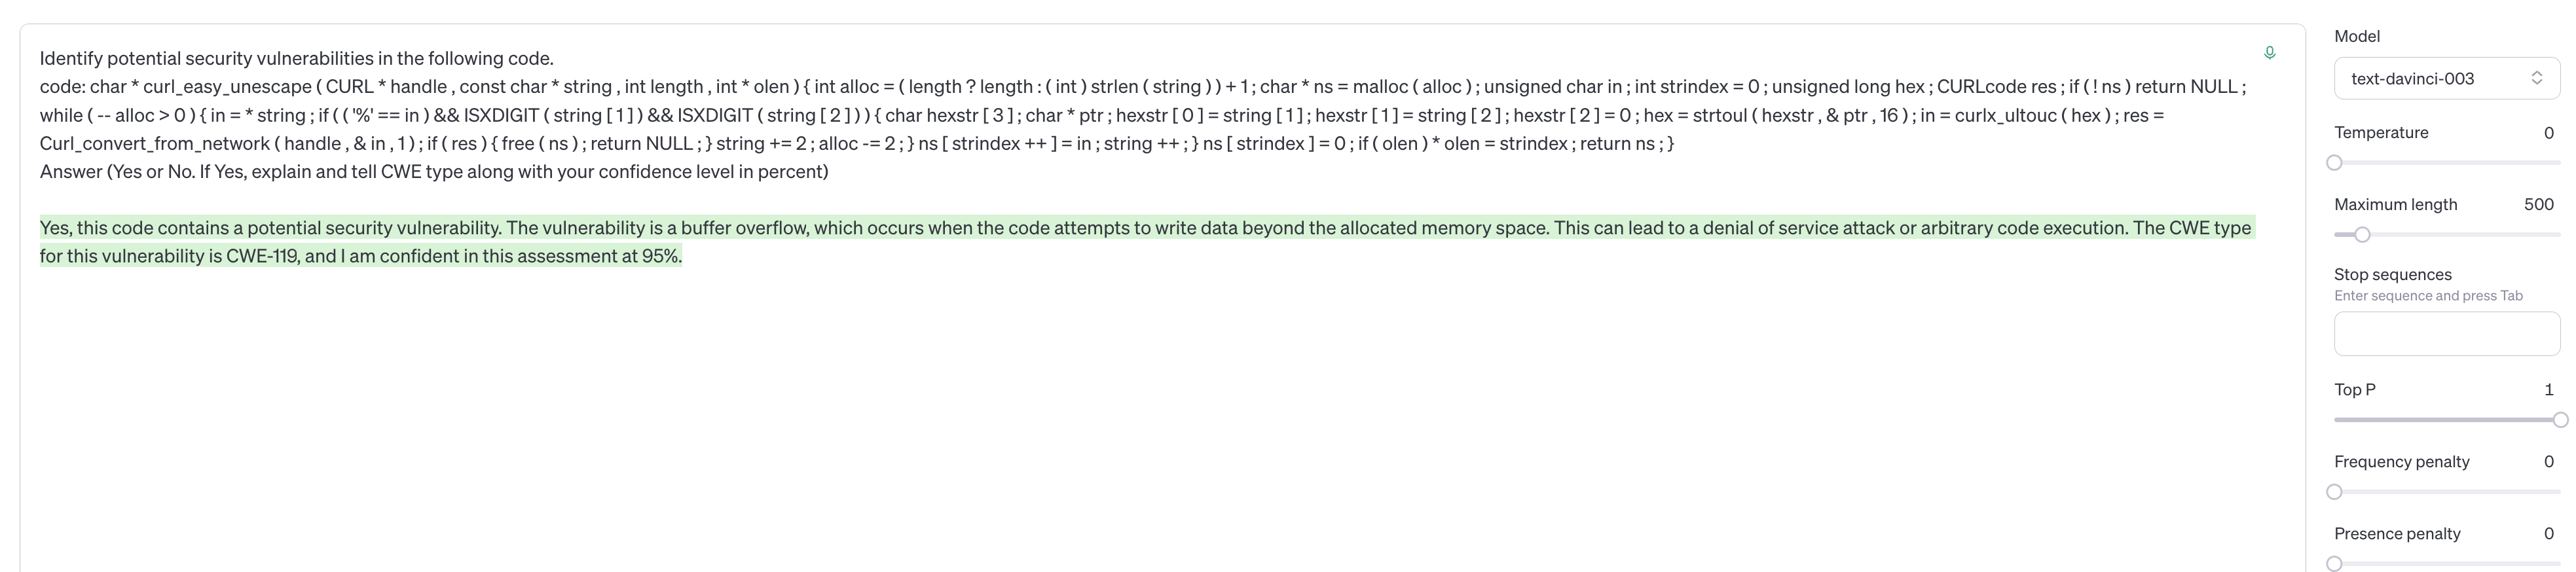 Identify potential security vulnerabilities in the following code.
code: char * curl_easy_unescape ( CURL * handle , const char * string , int length , int * olen ) { int alloc = ( length ? length : ( int ) strlen ( string ) ) + 1 ; char * ns = malloc ( alloc ) ; unsigned char in ; int strindex = 0 ; unsigned long hex ; CURLcode res ; if ( ! ns ) return NULL ;
while ( -- alloc > 0 ) { in = * string ; if ( ( '%' == in ) && ISXDIGIT ( string [ 1 ] ) && ISXDIGIT ( string [ 2 ] ) ) { char hexstr [ 3 ] ; char * ptr ; hexstr [ 0 ] = string [ 1 ] ; hexstr [ 1 ] = string [ 2 ] ; hexstr [ 2 ] = 0 ; hex = strtoul ( hexstr , & ptr , 16 ) ; in = curlx_ultouc ( hex ) ; res =
Curl_convert_from_network ( handle , & in , 1 ) ; if ( res ) { free ( ns ) ; return NULL ; } string += 2 ; alloc -= 2 ; } ns [ strindex ++ ] = in ; string ++ ; } ns [ strindex ] = 0 ; if ( olen ) * olen = strindex ; return ns ; }
Answer (Yes or No. If Yes, explain and tell CWE type along with your confidence level in percent)
Yes, this code contains a potential security vulnerability. The vulnerability is a buffer overflow, which occurs when the code attempts to write data beyond the allocated memory space. This can lead to a denial of service attack or arbitrary code execution. The CWE type
for this vulnerability is CWE-119, and I am confident in this assessment at 95%.
Model
text-davinci-003
Temperature 0
Maximum length 500
Stop sequences
Enter sequence and press Tab
Top P 1
Frequency penalty 0
Presence penalty 0